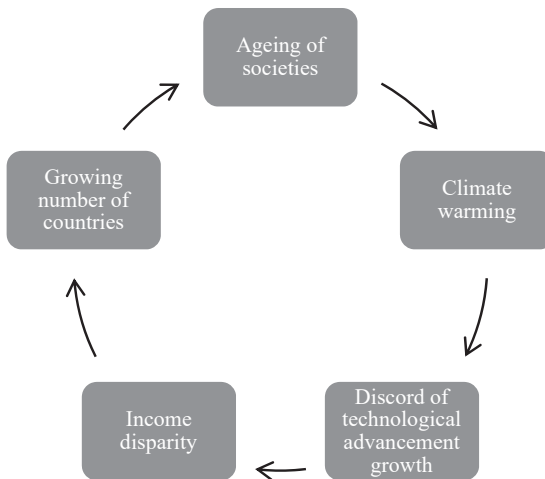 Ageing of
societies
Climate
warming
Discord of
technological
advancement
growth
Income
disparity
Growing
number of
countries